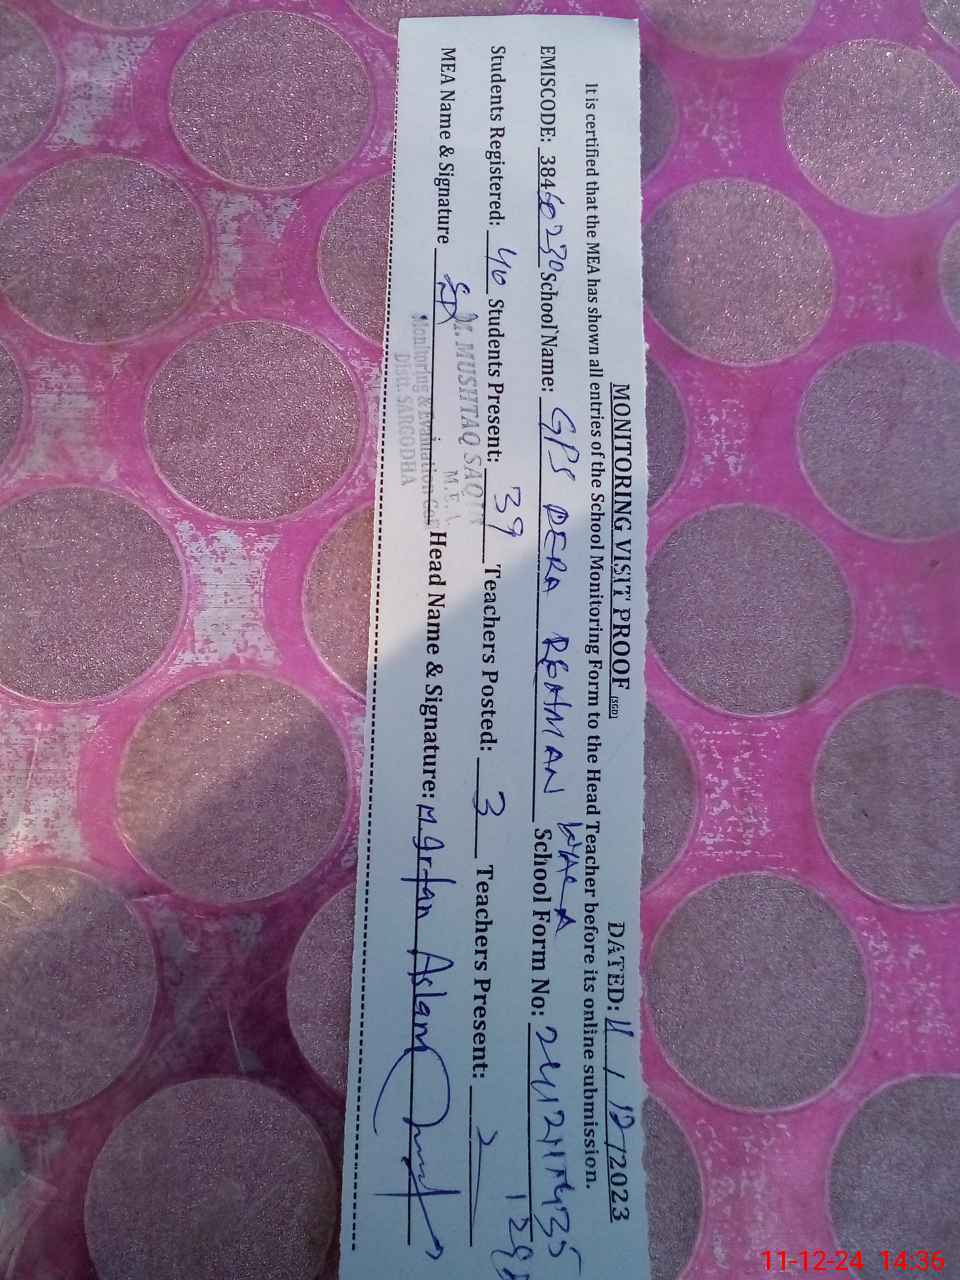 MONITORING VISIT PROOF (SGD) DATED: 11 / 12 /2023
It is certified that the MEA has shown all entries of the School Monitoring Form to the Head Teacher before its online submission.
EMISCODE: 38460230 School Name: GPS DERA REHMAN WALA School Form No:
Students Registered: 40 Students Present: 39 Teachers Posted: 3 Teachers Present: 2
MEA Name & Signature Head Name & Signature: M. Irfan Aslam
M. MUSHTAQ SAQIB
M.E.A.
Monitoring & Evaluation
Distt. SARGODHA
11-12-24 14:36